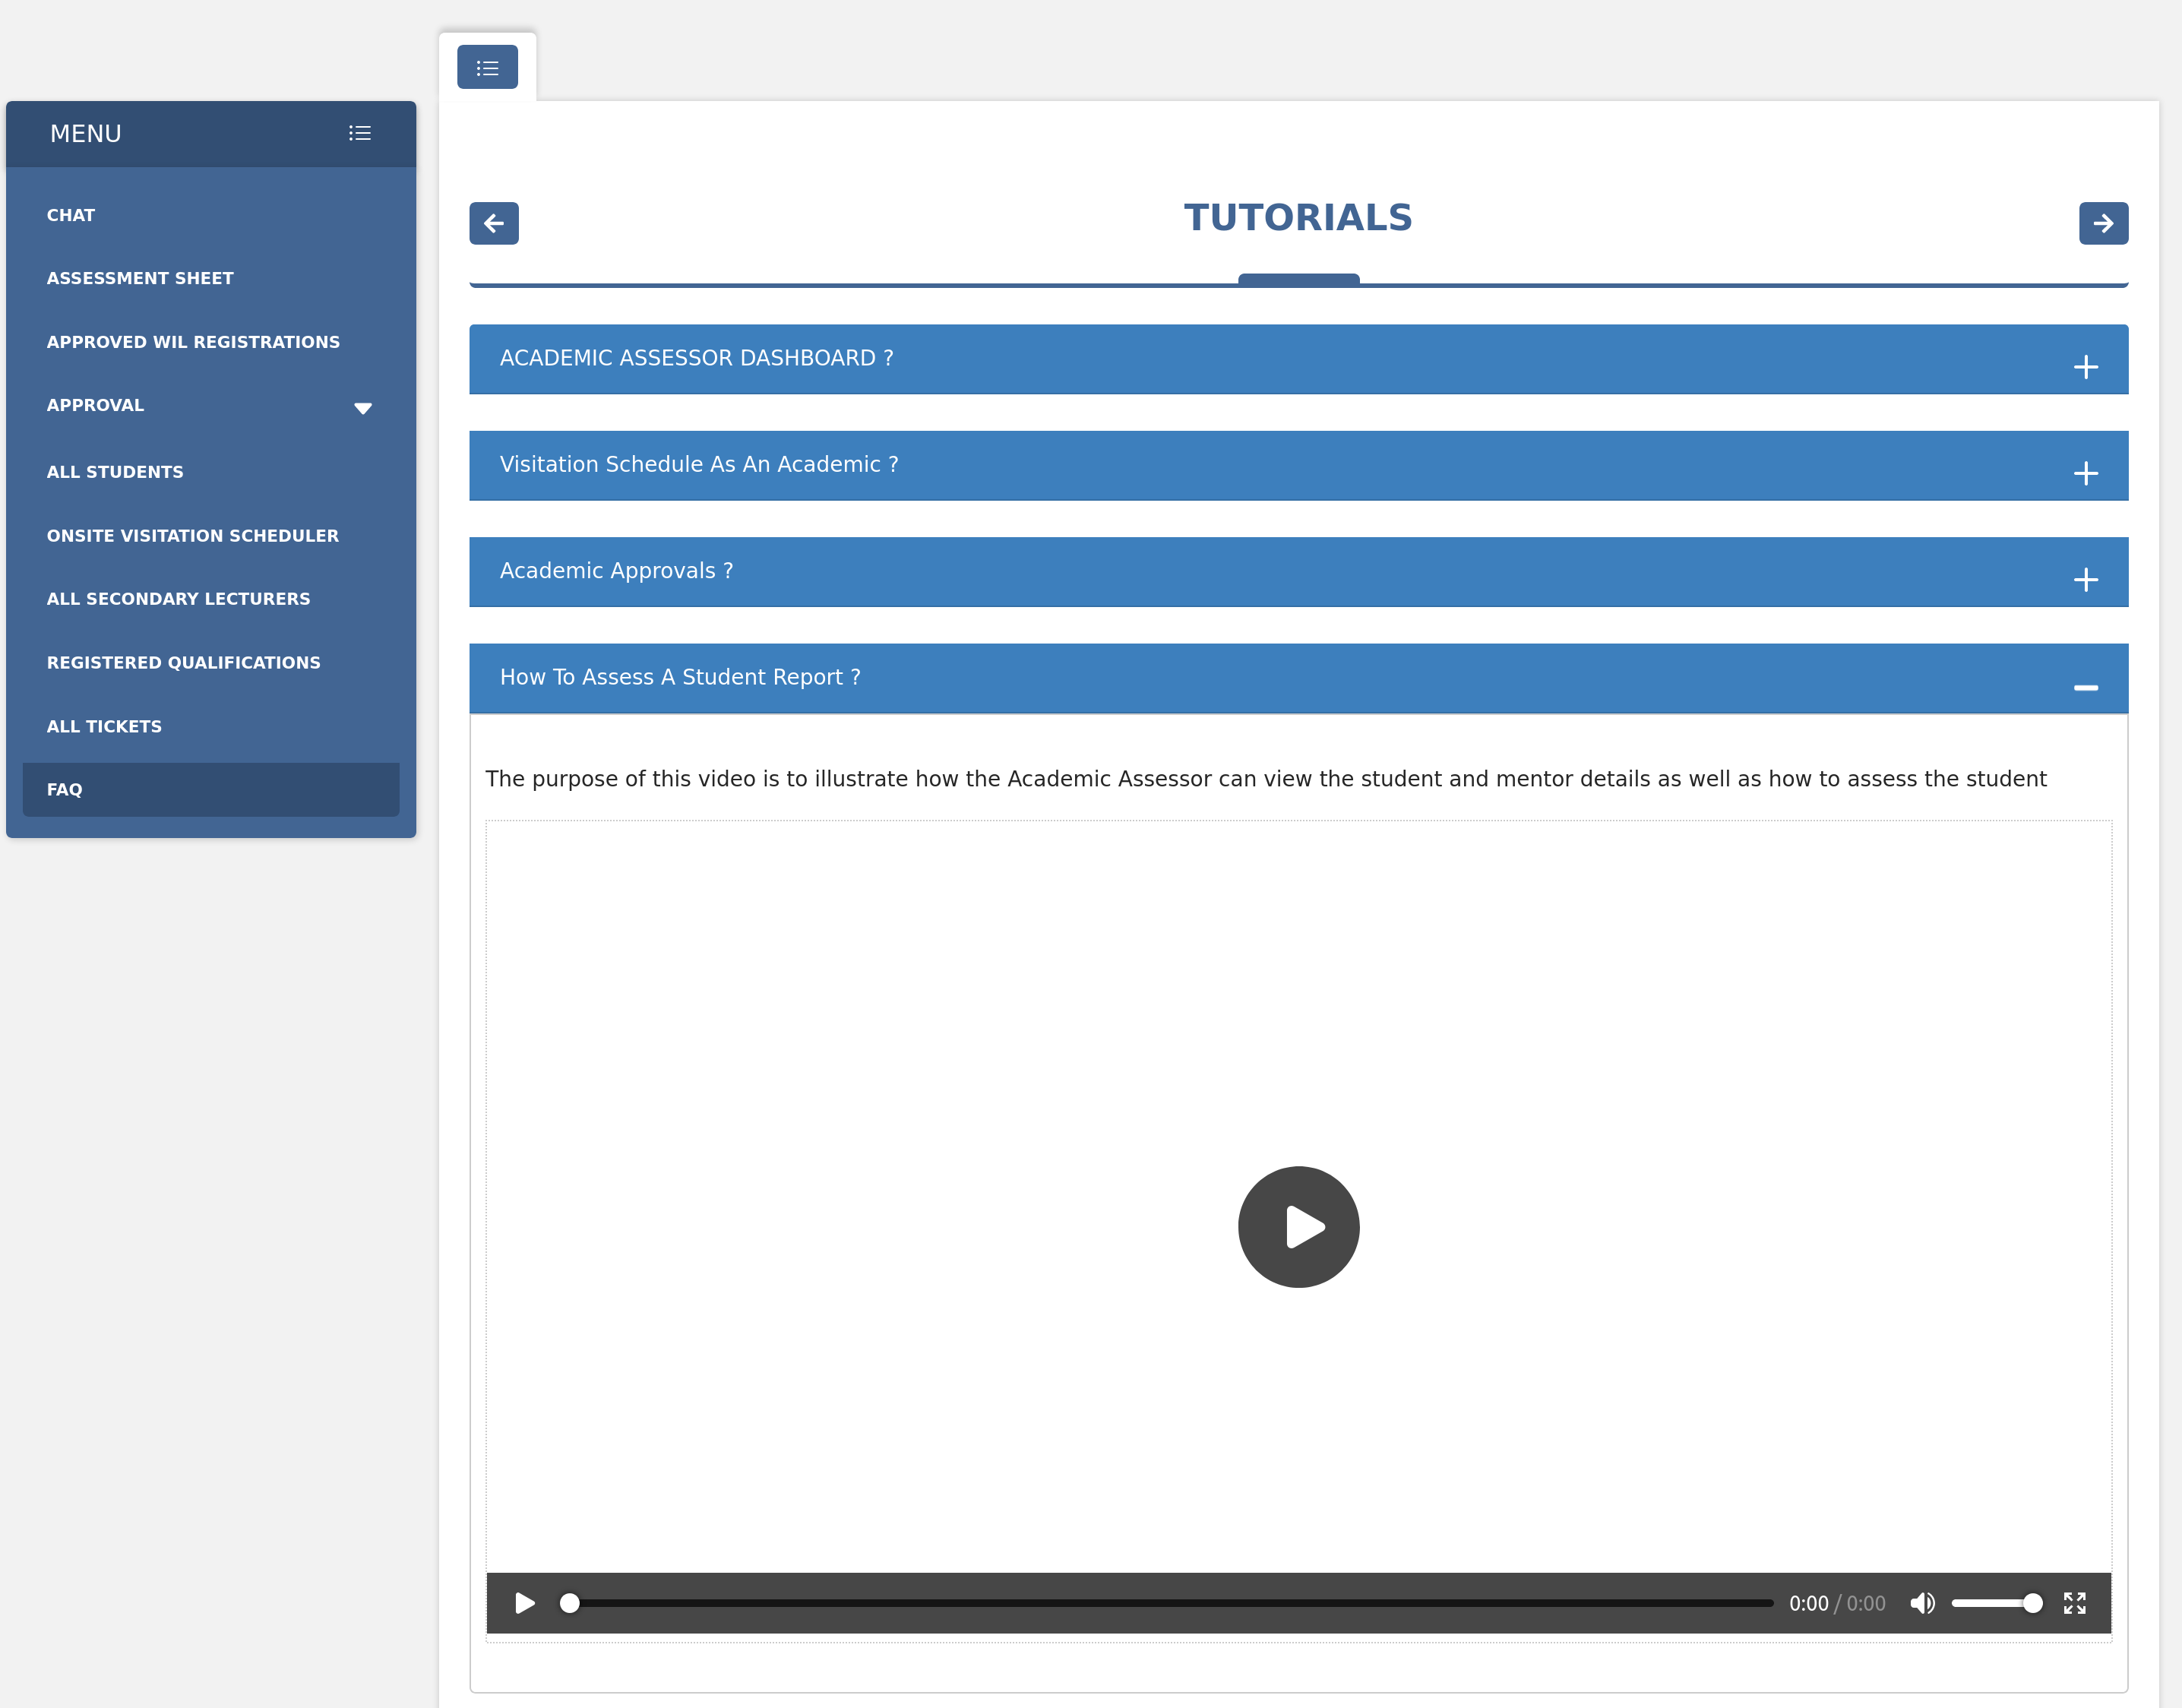 MENU
CHAT
ASSESSMENT SHEET
APPROVED WIL REGISTRATIONS
APPROVAL
ALL STUDENTS
ONSITE VISITATION SCHEDULER
ALL SECONDARY LECTURERS
REGISTERED QUALIFICATIONS
ALL TICKETS
FAQ
TUTORIALS
ACADEMIC ASSESSOR DASHBOARD ?
Visitation Schedule As An Academic ?
Academic Approvals ?
How To Assess A Student Report ?
The purpose of this video is to illustrate how the Academic Assessor can view the student and mentor details as well as how to assess the student
0:00 / 0:00